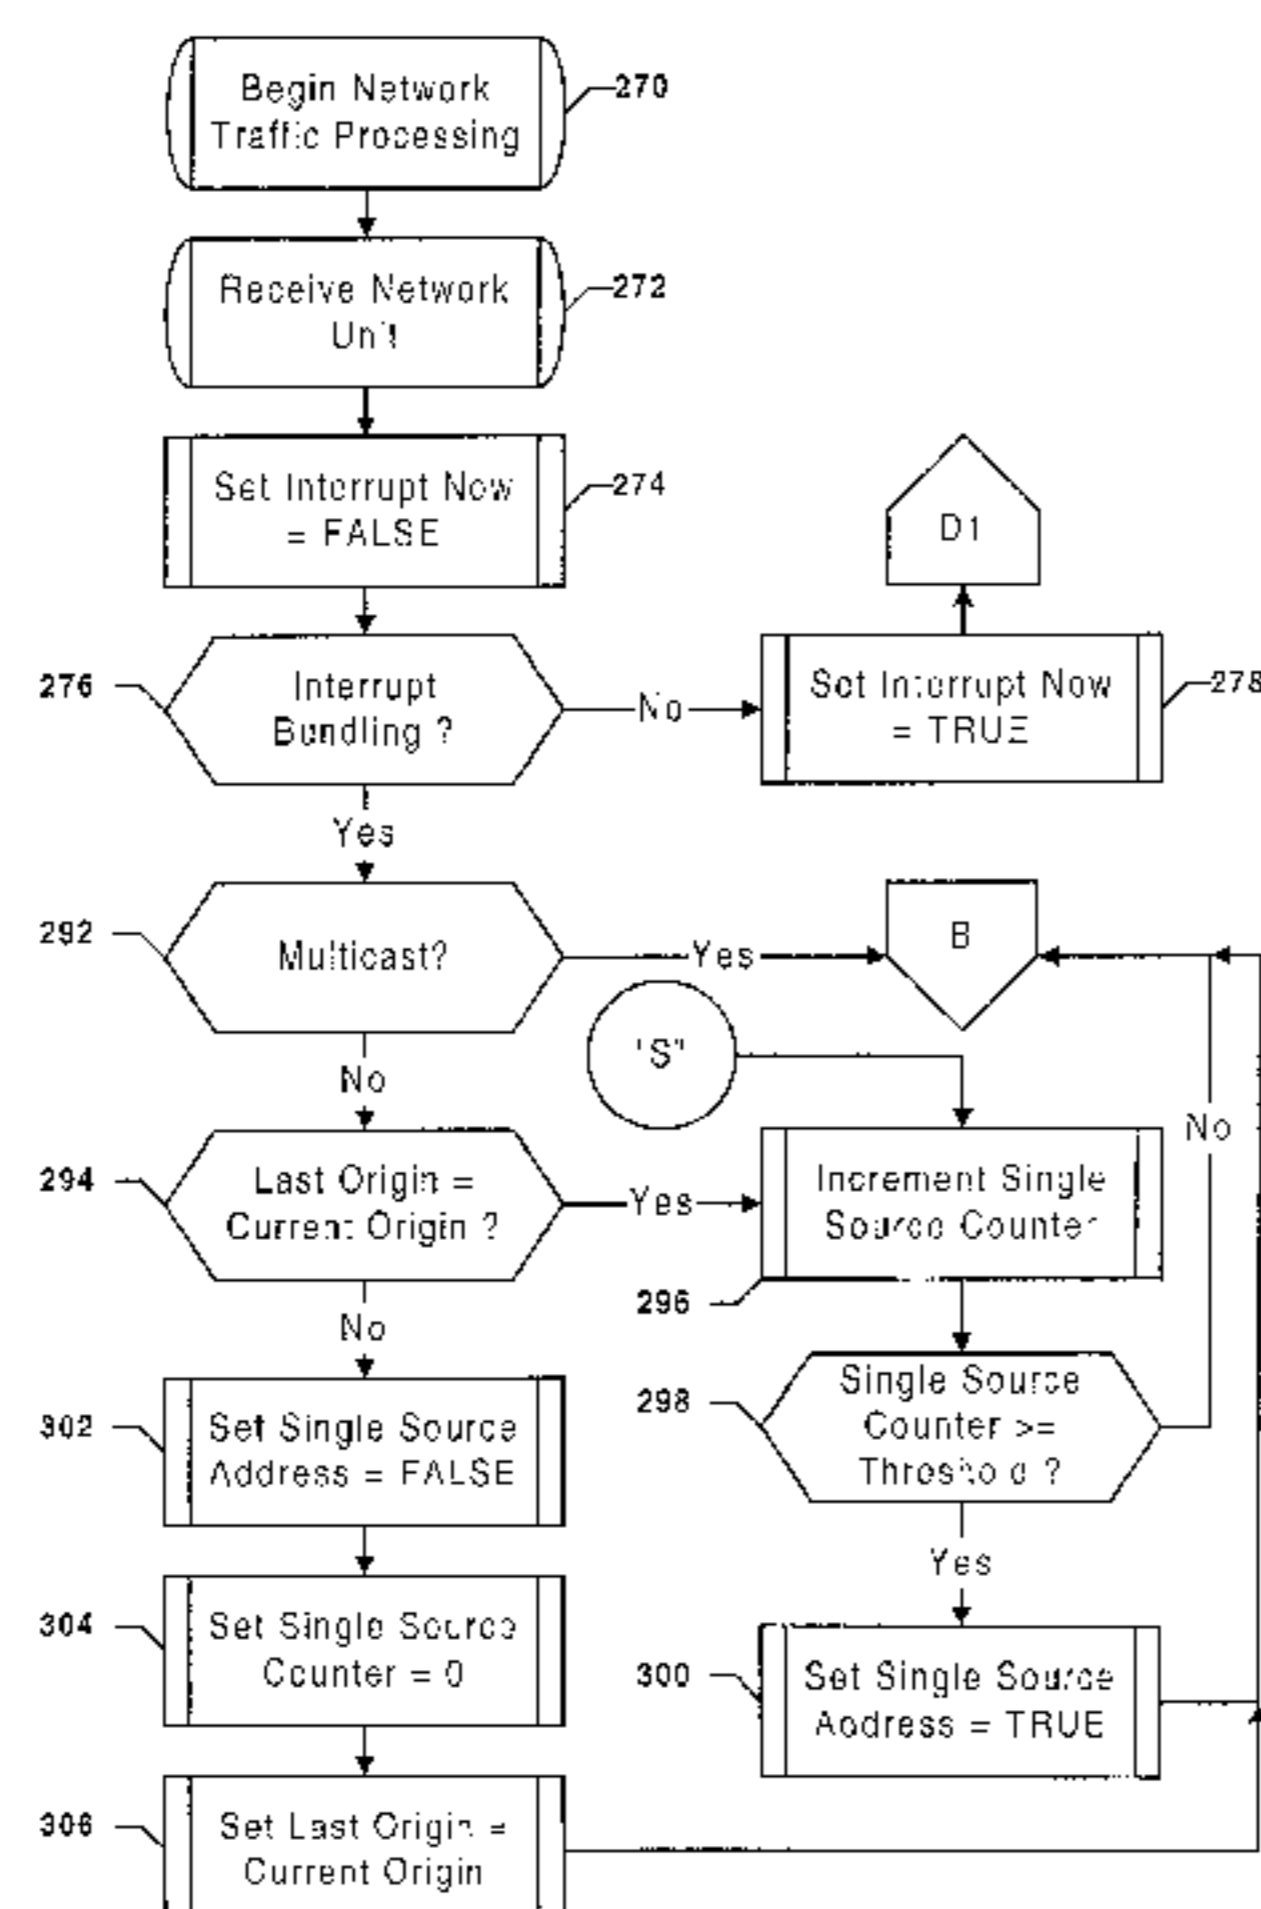 Begin Network
Traffic Processing
270
Receive Network
Unit
272
Set Interrupt Now
= FALSE
274
D1
276
Interrupt
Bundling ?
No
Set Interrupt Now
= TRUE
278
Yes
292
Multicast?
Yes
B
"S"
No
No
294
Last Origin =
Current Origin ?
Yes
Increment Single
Source Counter
296
No
298
Single Source
Counter >=
Threshold ?
302
Set Single Source
Address = FALSE
Yes
304
Set Single Source
Counter = 0
300
Set Single Source
Address = TRUE
306
Set Last Origin =
Current Origin